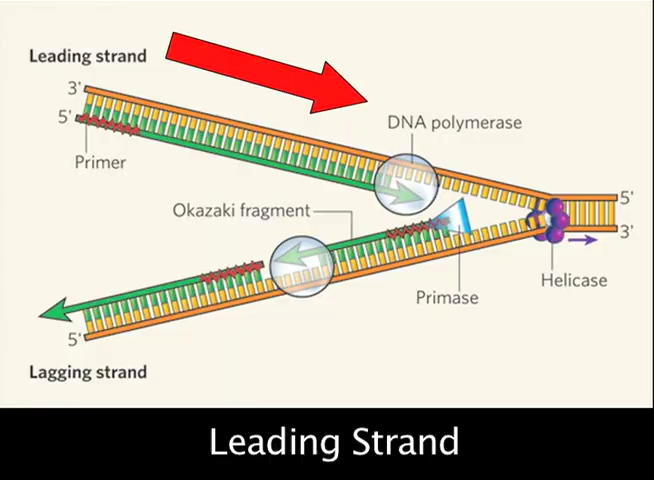 Leading strand
3'
5'
DNA polymerase
Primer
5'
3'
Okazaki fragment
Helicase
Primase
5'
Lagging strand
Leading Strand